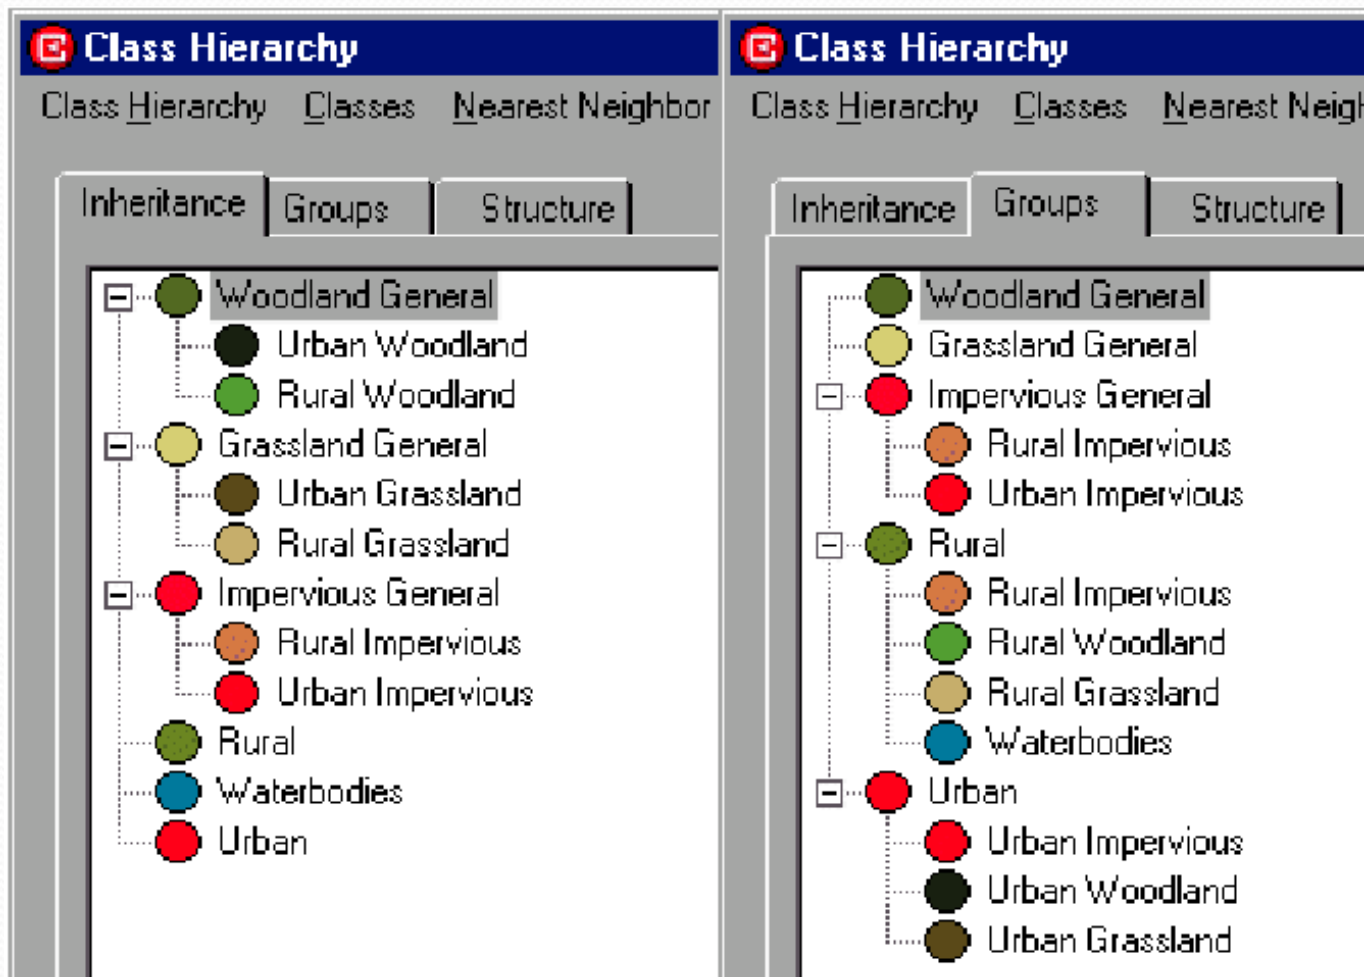 Class Hierarchy
Class Hierarchy Classes Nearest Neighbor
Inheritance Groups Structure
Woodland General
Urban Woodland
Rural Woodland
Grassland General
Urban Grassland
Rural Grassland
Impervious General
Rural Impervious
Urban Impervious
Rural
Waterbodies
Urban
Class Hierarchy
Class Hierarchy Classes Nearest Neigh
Inheritance Groups Structure
Woodland General
Grassland General
Impervious General
Rural Impervious
Urban Impervious
Rural
Rural Impervious
Rural Woodland
Rural Grassland
Waterbodies
Urban
Urban Impervious
Urban Woodland
Urban Grassland